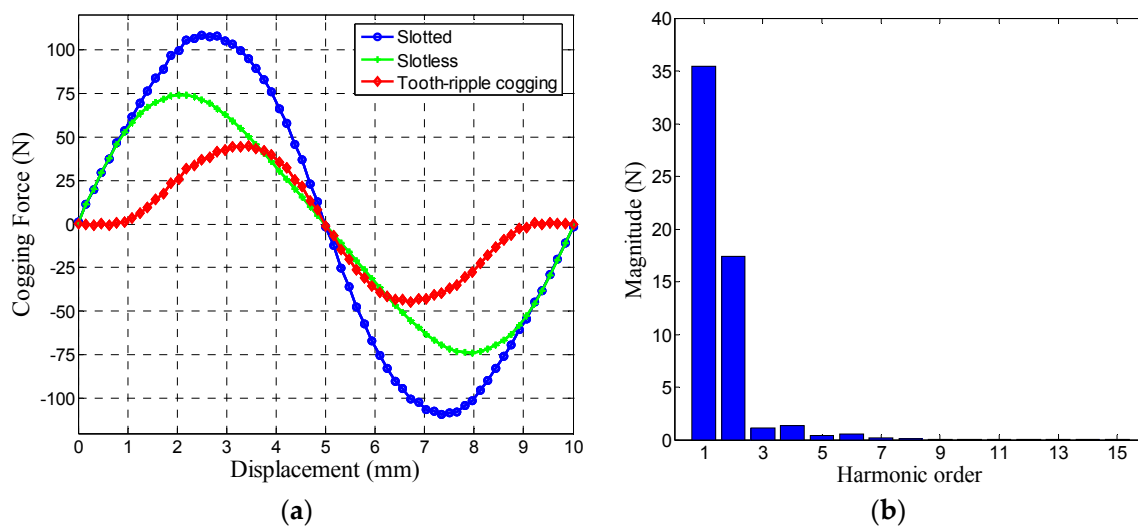 Cogging Force (N)
100
75
50
25
0
-25
-50
-75
-100
Slotted
Slotless
Tooth-ripple cogging
0 1 2 3 4 5 6 7 8 9 10
Displacement (mm)
(a)
Magnitude (N)
40
35
30
25
20
15
10
5
0
1 3 5 7 9 11 13 15
Harmonic order
(b)